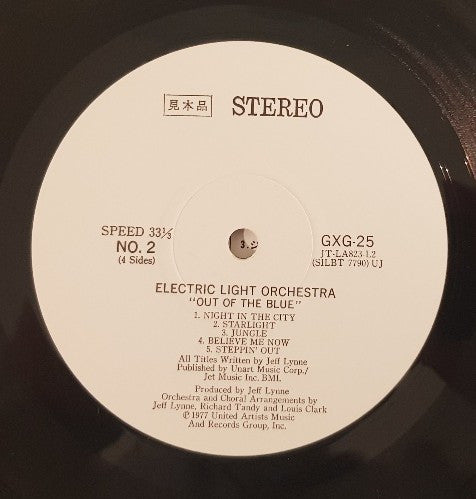 見本品 STEREO
SPEED 33⅓
NO. 2
(4 Sides)
GXG-25
JT-LA823-L2
(SILBT 7790) UJ
ELECTRIC LIGHT ORCHESTRA
"OUT OF THE BLUE"
1. NIGHT IN THE CITY
2. STARLIGHT
3. JUNGLE
4. BELIEVE ME NOW
5. STEPPIN' OUT
All Titles Written by Jeff Lynne
Published by Unart Music Corp./
Jet Music Inc. BMI.
Produced by Jeff Lynne
Orchestra and Choral Arrangements by
Jeff Lynne, Richard Tandy and Louis Clark
℗ 1977 United Artists Music
And Records Group, Inc.